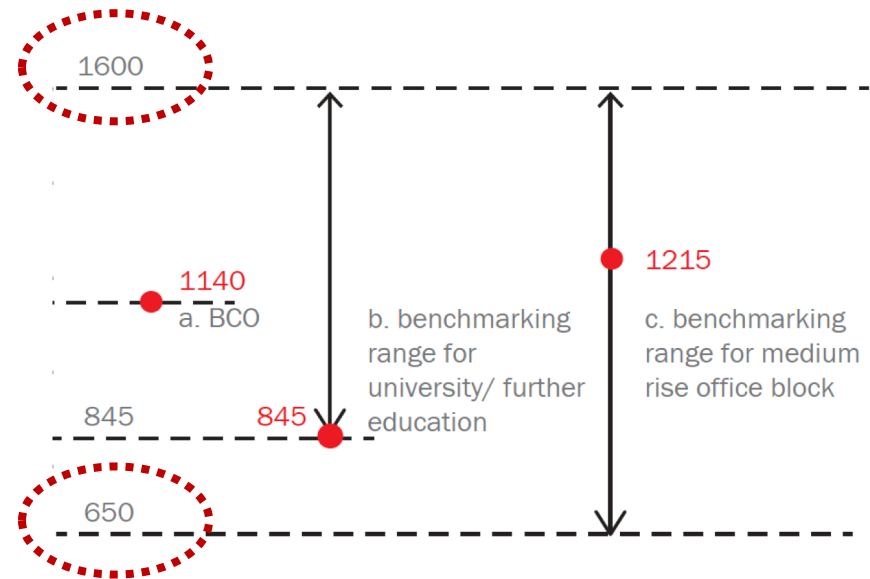 1600
1140
a. BCO
845
845
650
b. benchmarking
range for
university/ further
education
1215
c. benchmarking
range for medium
rise office block